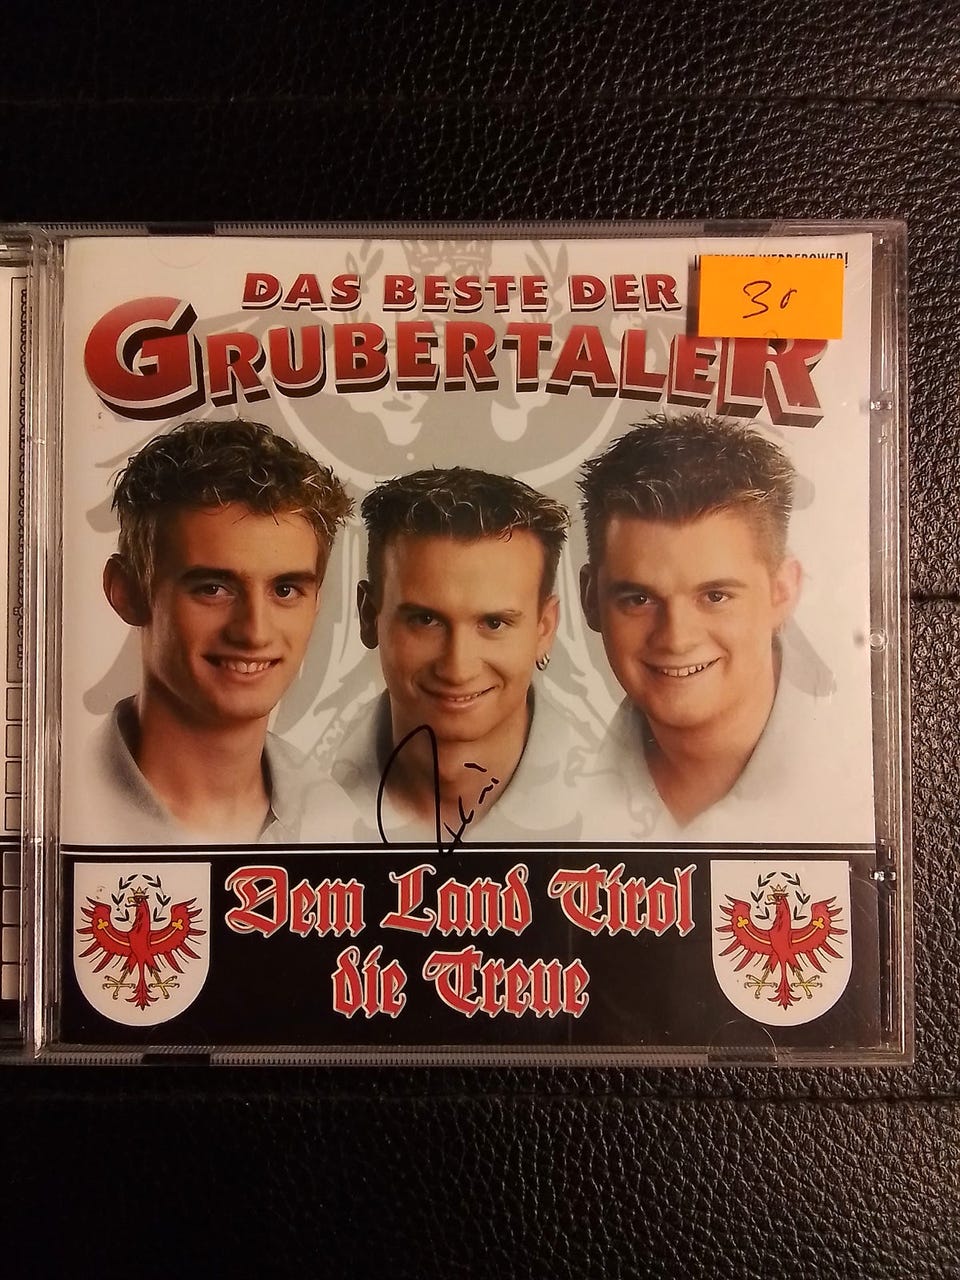 DAS BESTE DER
GRUBERTALER
30
Dem Land Tirol
die Treue